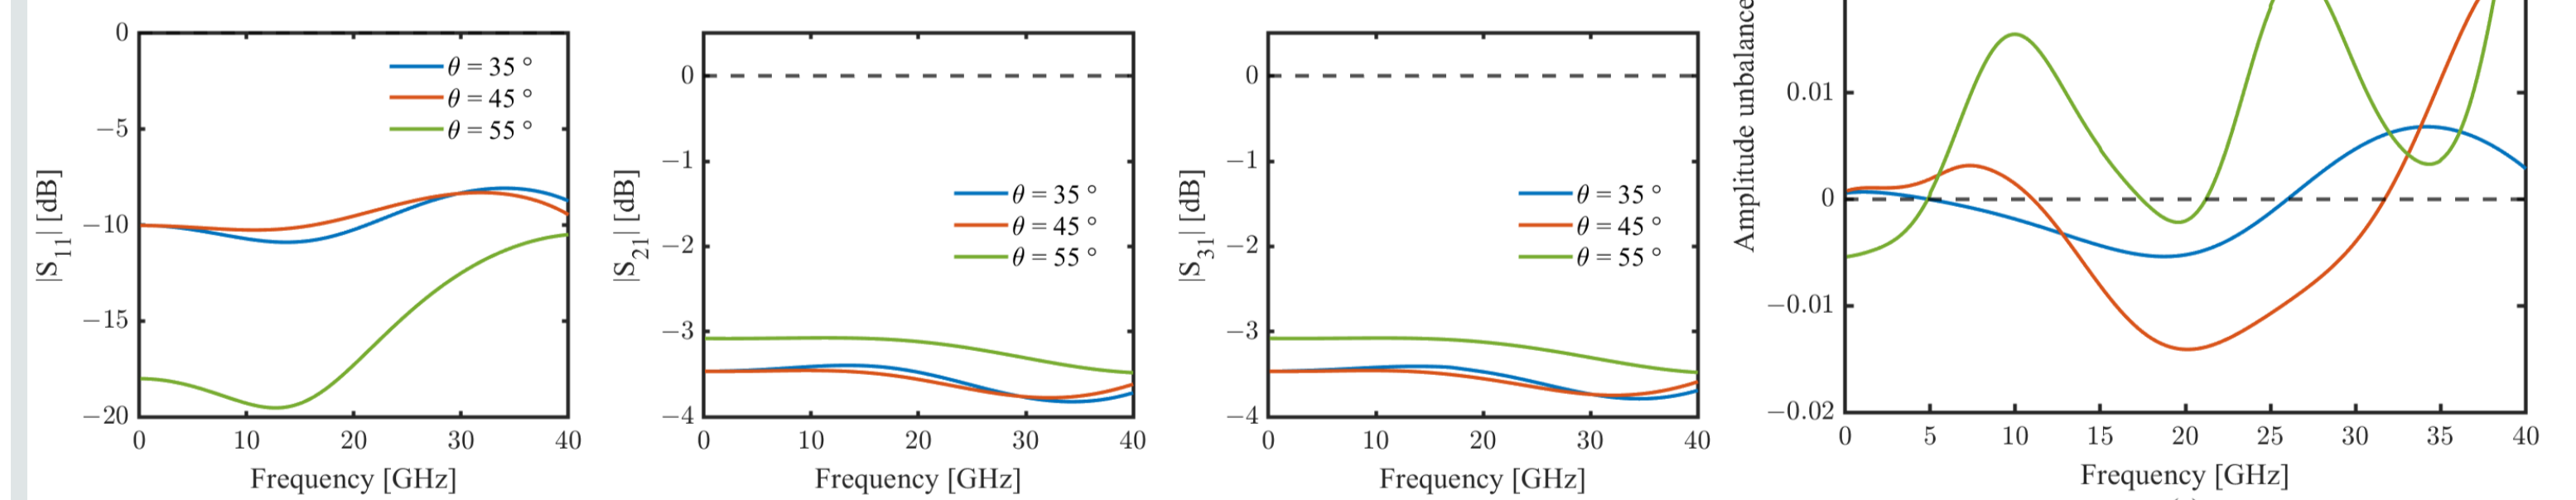 |S11| [dB]
0
−5
−10
−15
−20
θ = 35 °
θ = 45 °
θ = 55 °
0 10 20 30 40
Frequency [GHz]
|S21| [dB]
0
−1
−2
−3
−4
θ = 35 °
θ = 45 °
θ = 55 °
0 10 20 30 40
Frequency [GHz]
|S31| [dB]
0
−1
−2
−3
−4
θ = 35 °
θ = 45 °
θ = 55 °
0 10 20 30 40
Frequency [GHz]
Amplitude unbalance
0.01
0
−0.01
−0.02
0 5 10 15 20 25 30 35 40
Frequency [GHz]